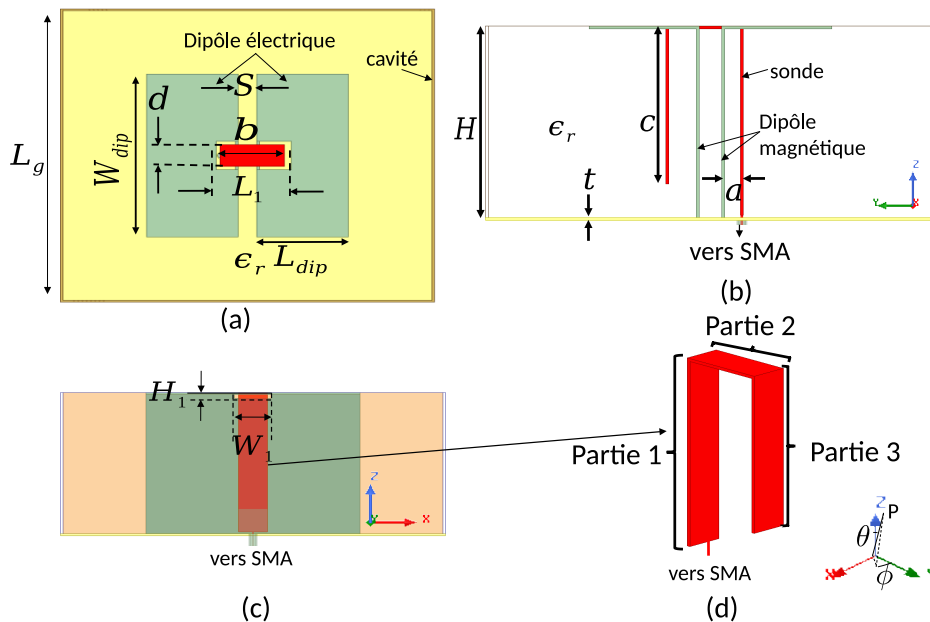 Dipôle électrique
cavité
S
d
b
L_g
W_dip
L_1
ϵ_r L_dip
(a)
sonde
H
ϵ_r
c
Dipôle
magnétique
t
a
Z
Y
vers SMA
(b)
H_1
W_1
Z
X
vers SMA
(c)
Partie 2
Partie 1
Partie 3
vers SMA
(d)
Z
P
θ
ϕ